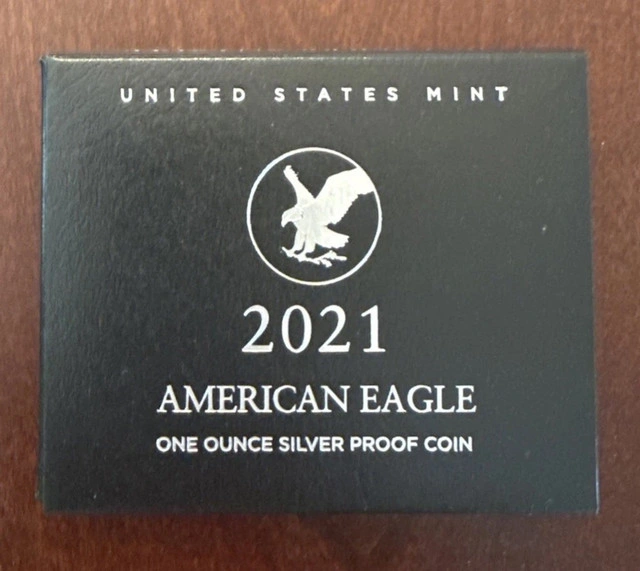 UNITED STATES MINT
2021
AMERICAN EAGLE
ONE OUNCE SILVER PROOF COIN